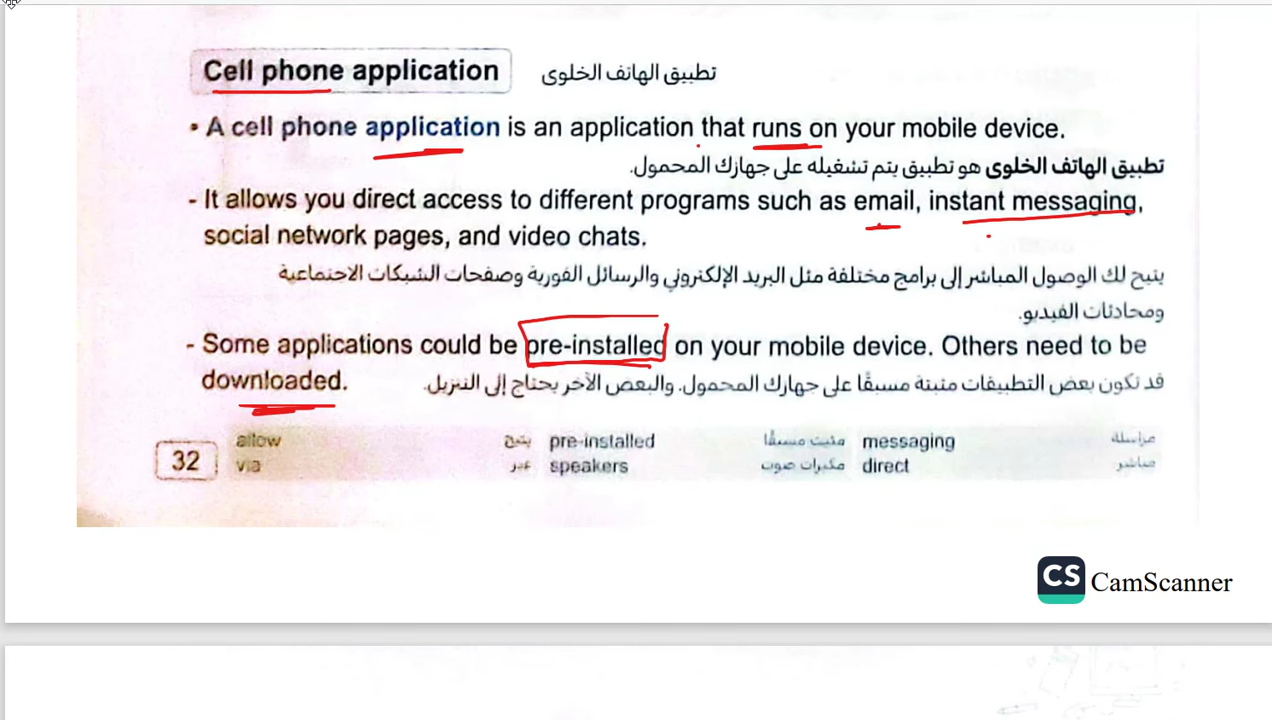 Cell phone application تطبيق الهاتف الخلوى
• A cell phone application is an application that runs on your mobile device.
تطبيق الهاتف الخلوى هو تطبيق يتم تشغيله على جهازك المحمول.
- It allows you direct access to different programs such as email, instant messaging,
social network pages, and video chats.
يتيح لك الوصول المباشر إلى برامج مختلفة مثل البريد الإلكتروني والرسائل الفورية وصفحات الشبكات الاجتماعية
ومحادثات الفيديو.
- Some applications could be pre-installed on your mobile device. Others need to be
downloaded. قد تكون بعض التطبيقات مثبتة مسبقًا على جهازك المحمول. والبعض الآخر يحتاج إلى التنزيل.
allow يتيح pre-installed مثبت مسبقًا messaging مراسلة
32 via عبر speakers مكبرات صوت direct مباشر
CS CamScanner